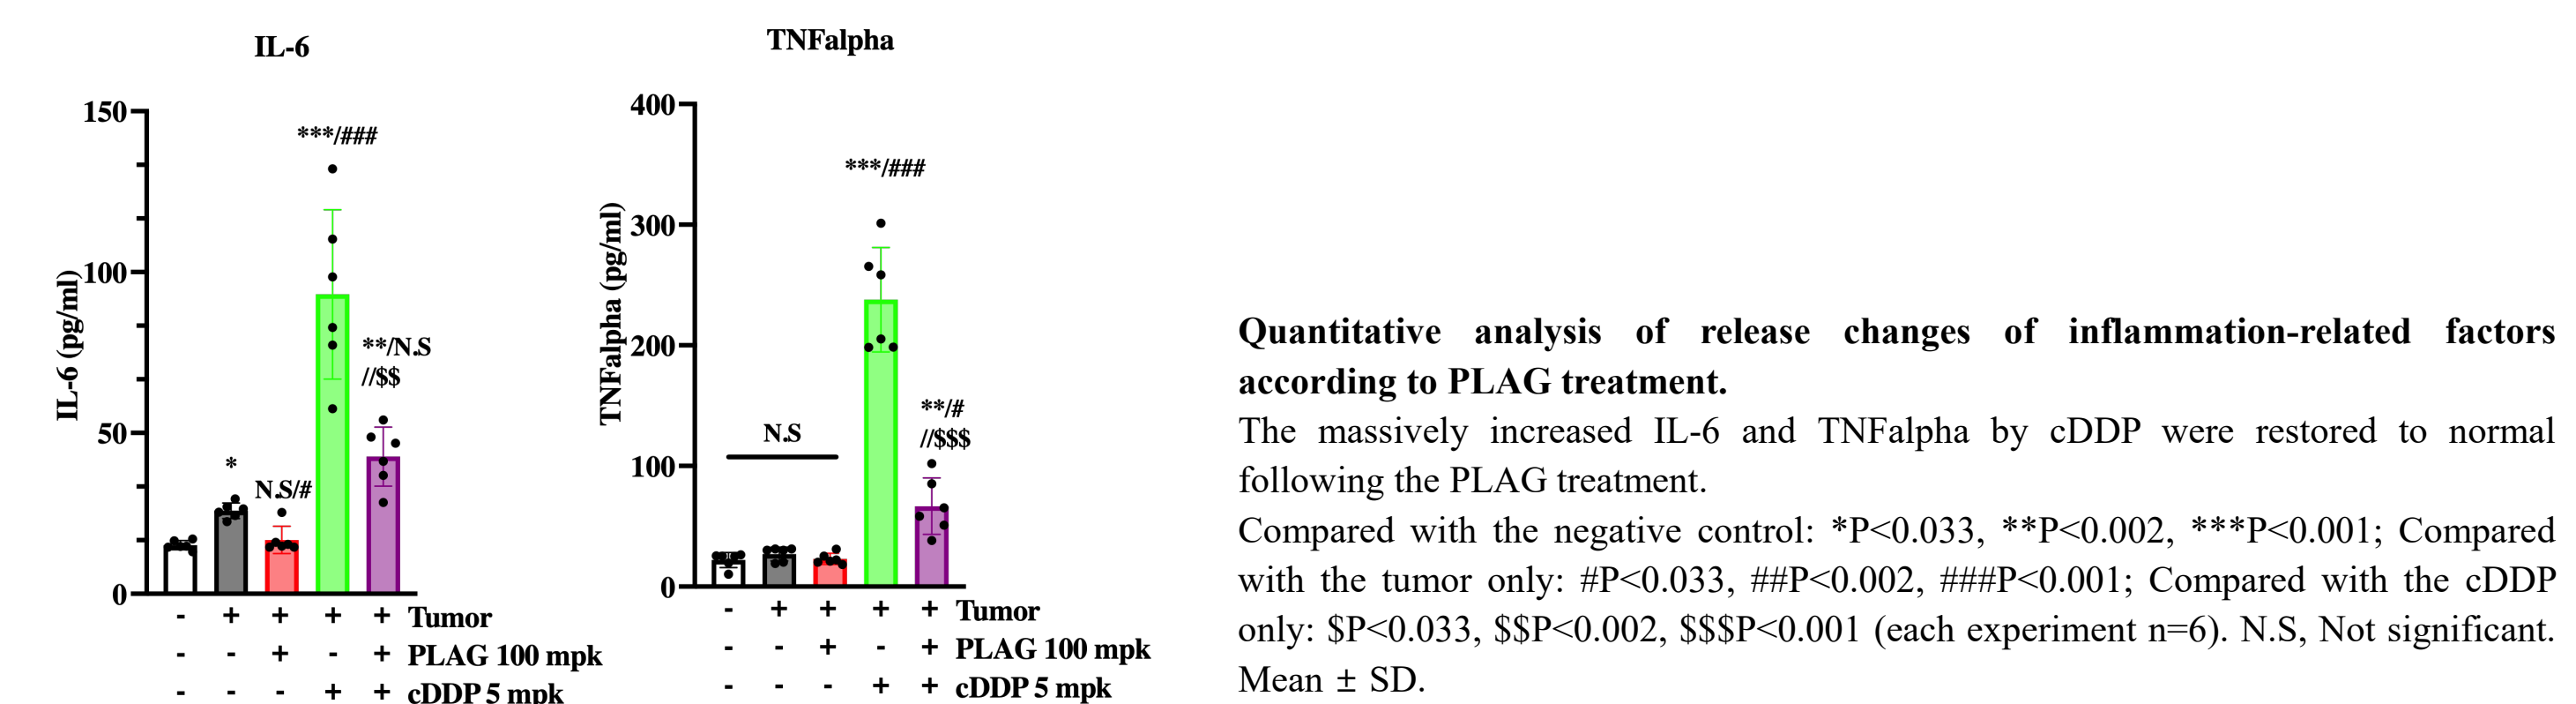 IL-6
150
100
50
0
IL-6 (pg/ml)
***/###
**/N.S
//$$
*
N.S/#
- + + + + Tumor
- - + - + PLAG 100 mpk
- - - + + cDDP 5 mpk
TNFalpha
400
300
200
100
0
TNFalpha (pg/ml)
***/###
**/#
//$$$
N.S
- + + + + Tumor
- - + - + PLAG 100 mpk
- - - + + cDDP 5 mpk
Quantitative analysis of release changes of inflammation-related factors
according to PLAG treatment.
The massively increased IL-6 and TNFalpha by cDDP were restored to normal
following the PLAG treatment.
Compared with the negative control: *P<0.033, **P<0.002, ***P<0.001; Compared
with the tumor only: #P<0.033, ##P<0.002, ###P<0.001; Compared with the cDDP
only: $P<0.033, $$P<0.002, $$$P<0.001 (each experiment n=6). N.S, Not significant.
Mean ± SD.